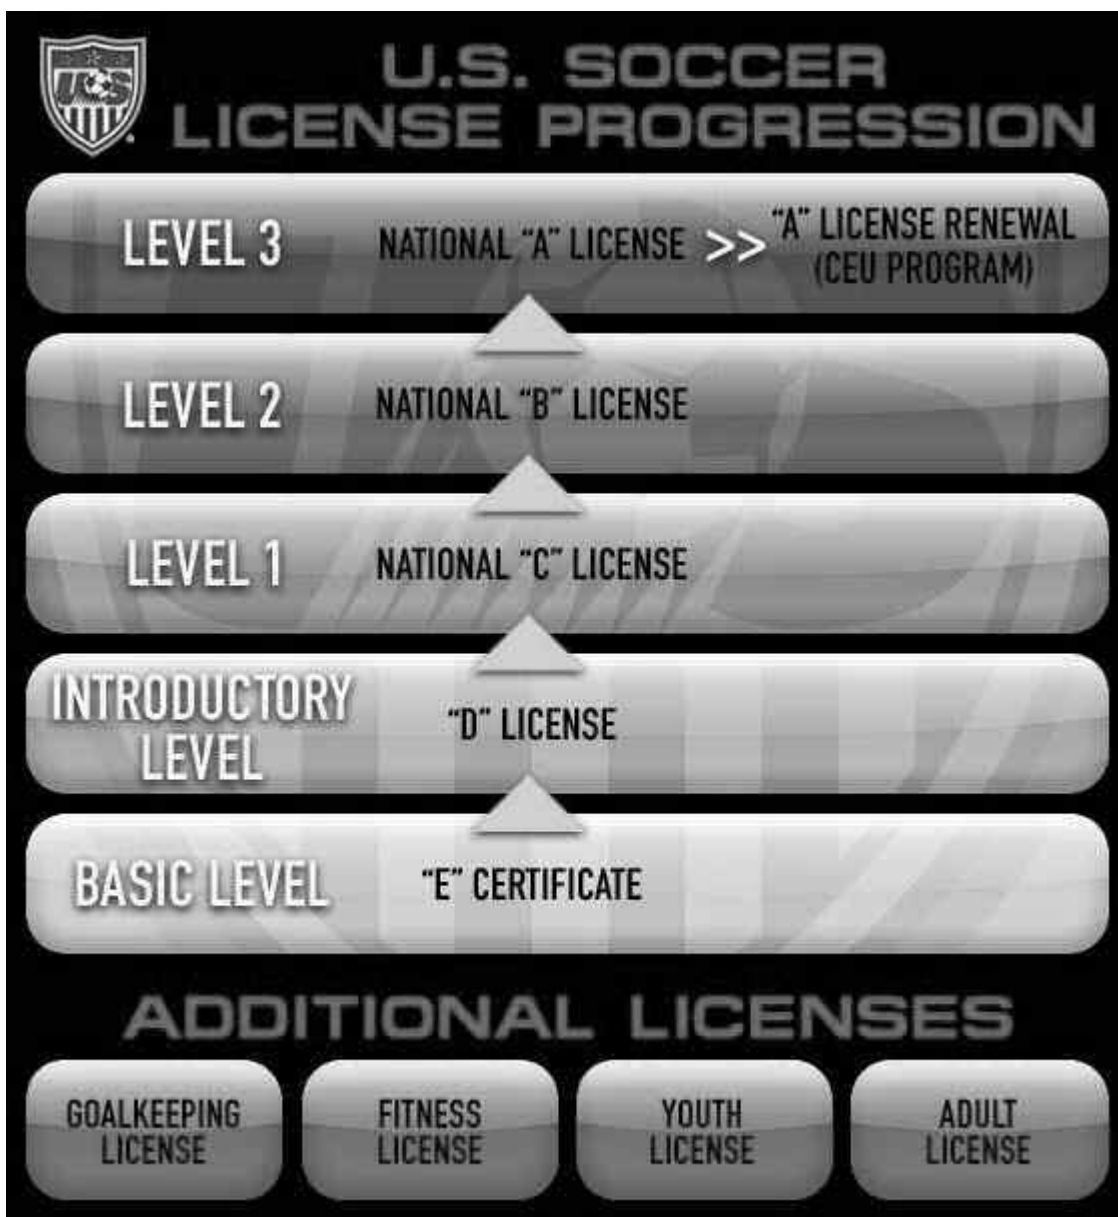 US
U.S. SOCCER
LICENSE PROGRESSION
LEVEL 3
NATIONAL “A” LICENSE >> “A” LICENSE RENEWAL
(CEU PROGRAM)
LEVEL 2
NATIONAL “B” LICENSE
LEVEL 1
NATIONAL “C” LICENSE
INTRODUCTORY
LEVEL
“D” LICENSE
BASIC LEVEL
“E” CERTIFICATE
ADDITIONAL LICENSES
GOALKEEPING
LICENSE
FITNESS
LICENSE
YOUTH
LICENSE
ADULT
LICENSE